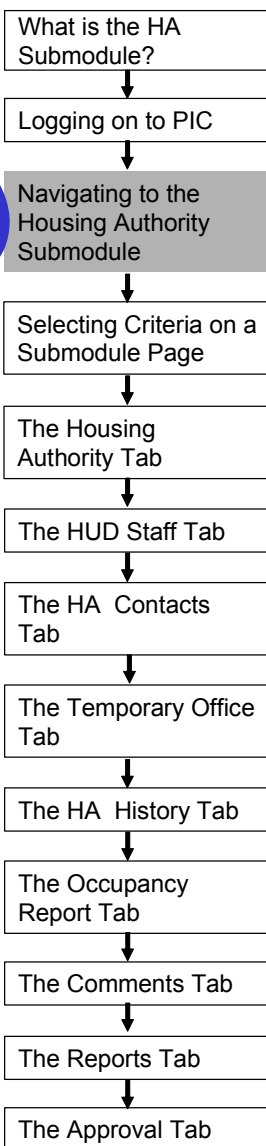 What is the HA
Submodule?
Logging on to PIC
Navigating to the
Housing Authority
Submodule
Selecting Criteria on a
Submodule Page
The Housing
Authority Tab
The HUD Staff Tab
The HA  Contacts
Tab
The Temporary Office
Tab
The HA  History Tab
The Occupancy
Report Tab
The Comments Tab
The Reports Tab
The Approval Tab